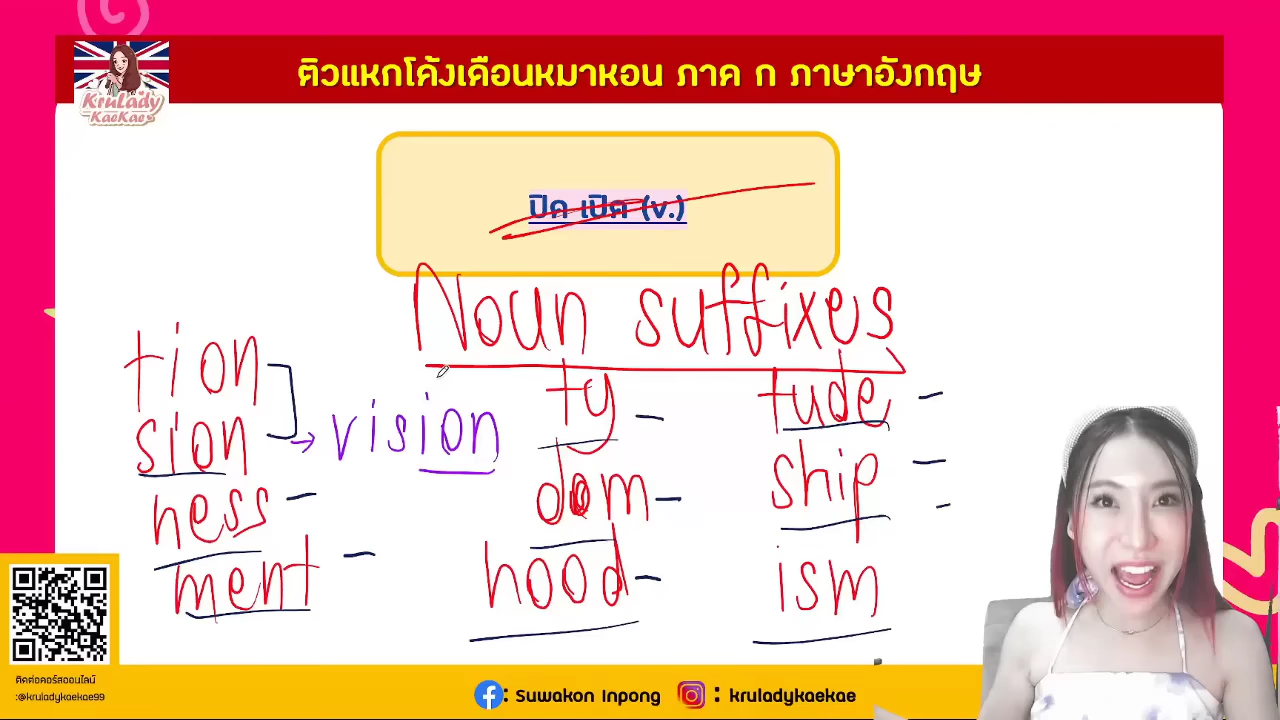 ติวแหกโค้งเดือนหมาหอน ภาค ก ภาษาอังกฤษ
KruLady
KaeKae
ปิด เปิด (v.)
Noun suffixes
tion
sion
→ vision
ness -
ment -
ty -
dom -
hood -
tude -
ship -
-
ism
ติดต่อคอร์สออนไลน์
:@kruladykaekae99
: Suwakon Inpong
: kruladykaekae